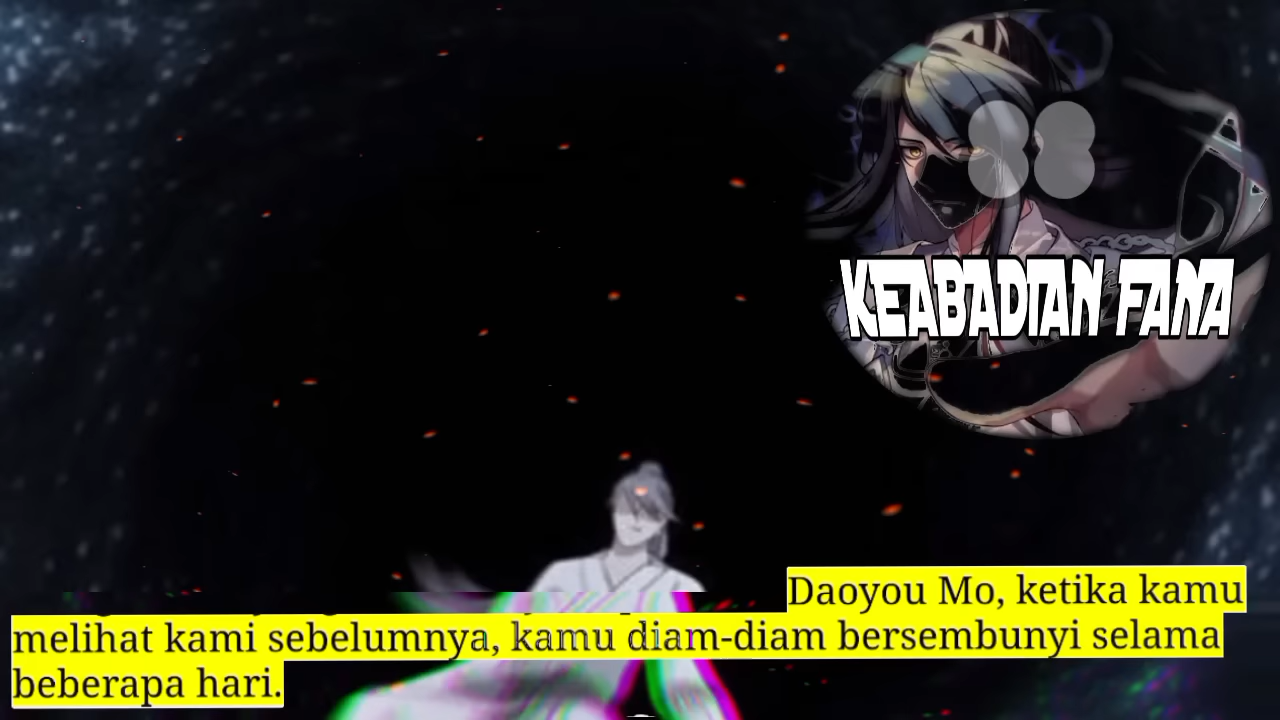 KEABADIAN FANA
Daoyou Mo, ketika kamu
melihat kami sebelumnya, kamu diam-diam bersembunyi selama
beberapa hari.